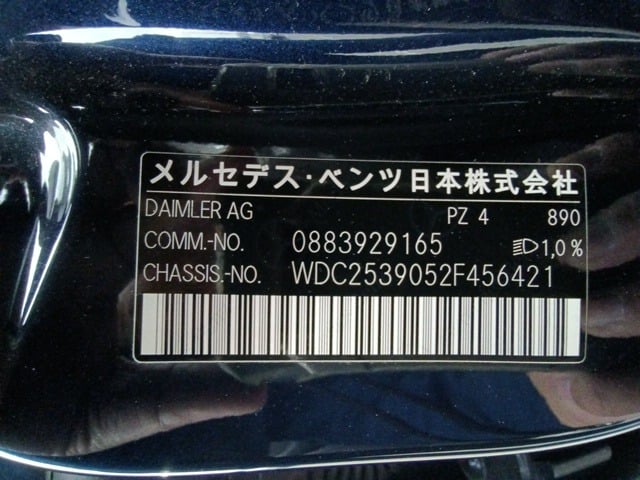 メルセデス・ベンツ日本株式会社
DAIMLER AG PZ 4 890
COMM.-NO. 0883929165 1,0 %
CHASSIS.-NO. WDC2539052F456421